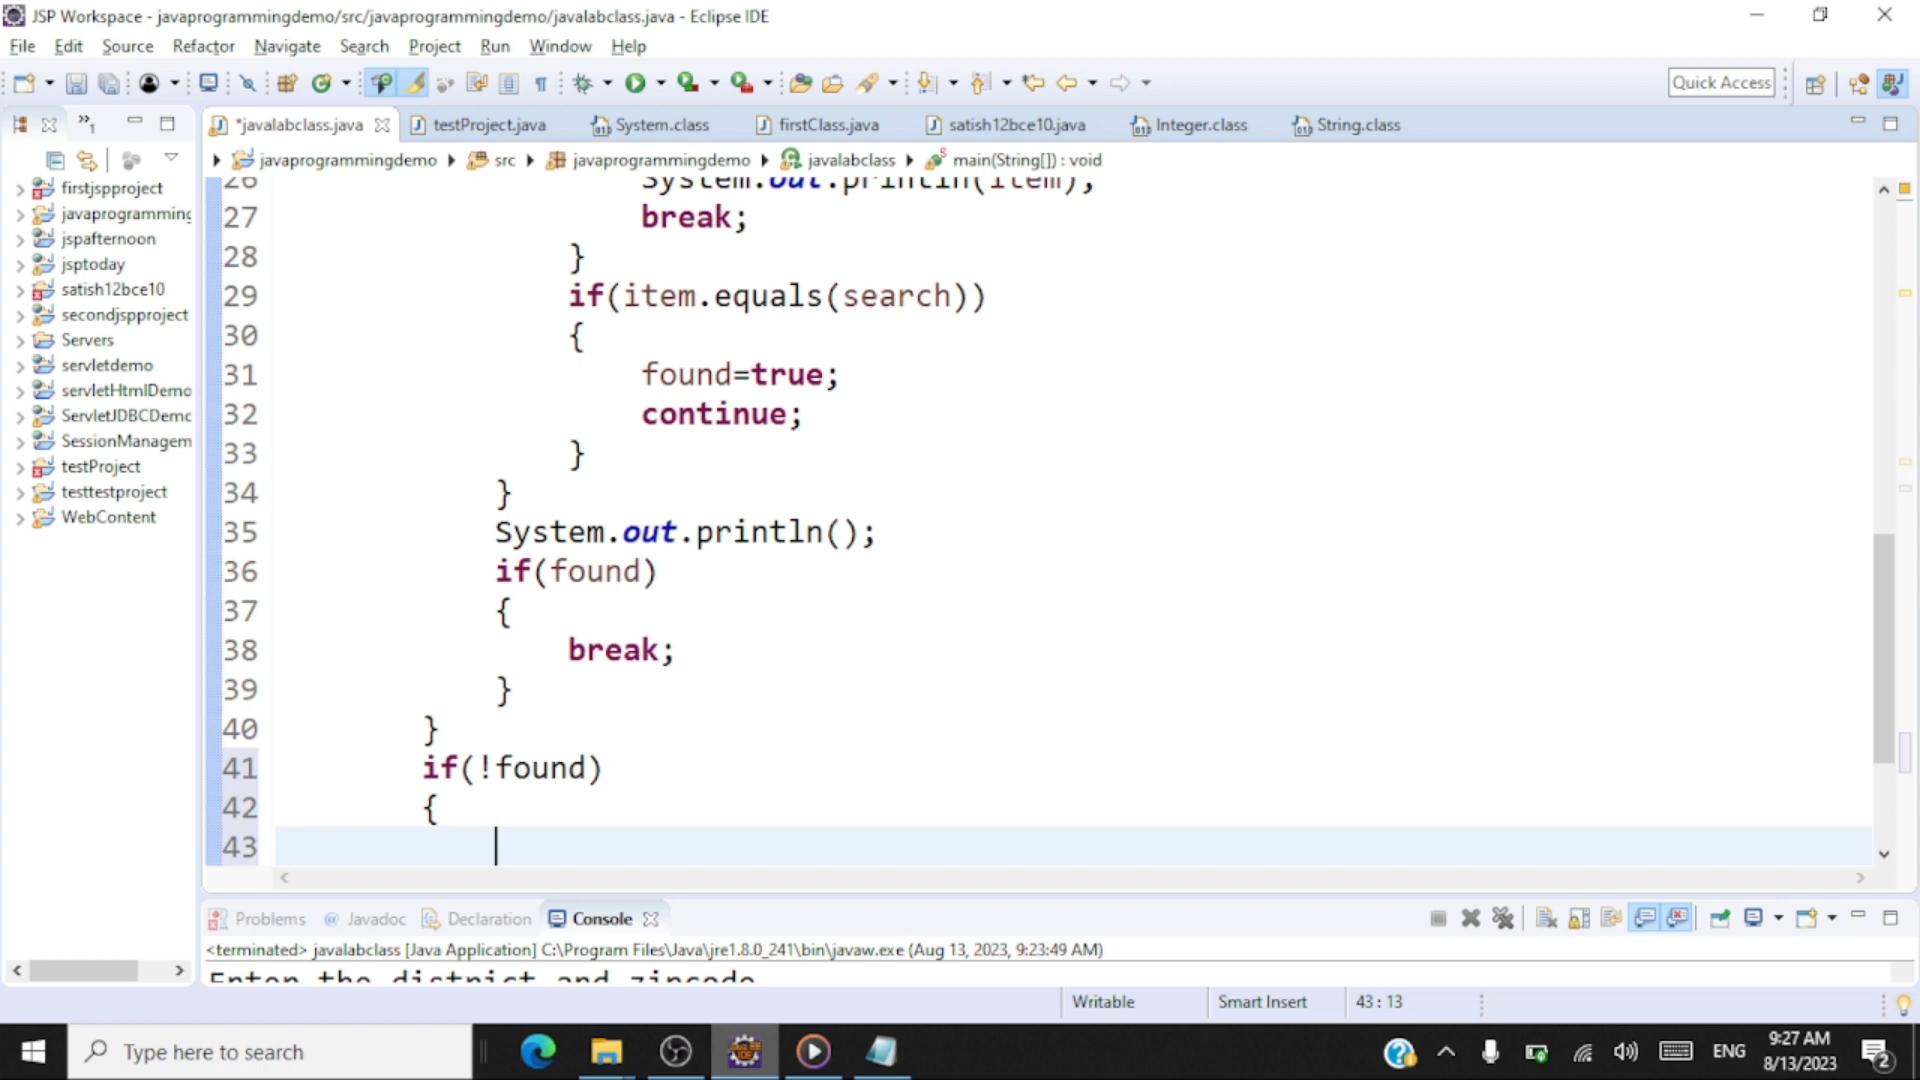 JSP Workspace - javaprogrammingdemo/src/javaprogrammingdemo/javalabclass.java - Eclipse IDE
File Edit Source Refactor Navigate Search Project Run Window Help
Quick Access
*javalabclass.java testProject.java System.class firstClass.java satish12bce10.java Integer.class String.class
javaprogrammingdemo src javaprogrammingdemo javalabclass main(String[]) : void
firstjspproject
javaprogramming
jspafternoon
jsptoday
satish12bce10
secondjspproject
Servers
servletdemo
servletHtmlDemo
ServletJDBCDemo
SessionManagem
testProject
testtestproject
WebContent
26 System.out.println(item);
27 break;
28 }
29 if(item.equals(search))
30 {
31 found=true;
32 continue;
33 }
34 }
35 System.out.println();
36 if(found)
37 {
38 break;
39 }
40 }
41 if(!found)
42 {
43
Problems @ Javadoc Declaration Console
<terminated> javalabclass [Java Application] C:\Program Files\Java\jre1.8.0_241\bin\javaw.exe (Aug 13, 2023, 9:23:49 AM)
Enter the district and zipcode
Writable Smart Insert 43 : 13
Type here to search
ENG
9:27 AM
8/13/2023
2